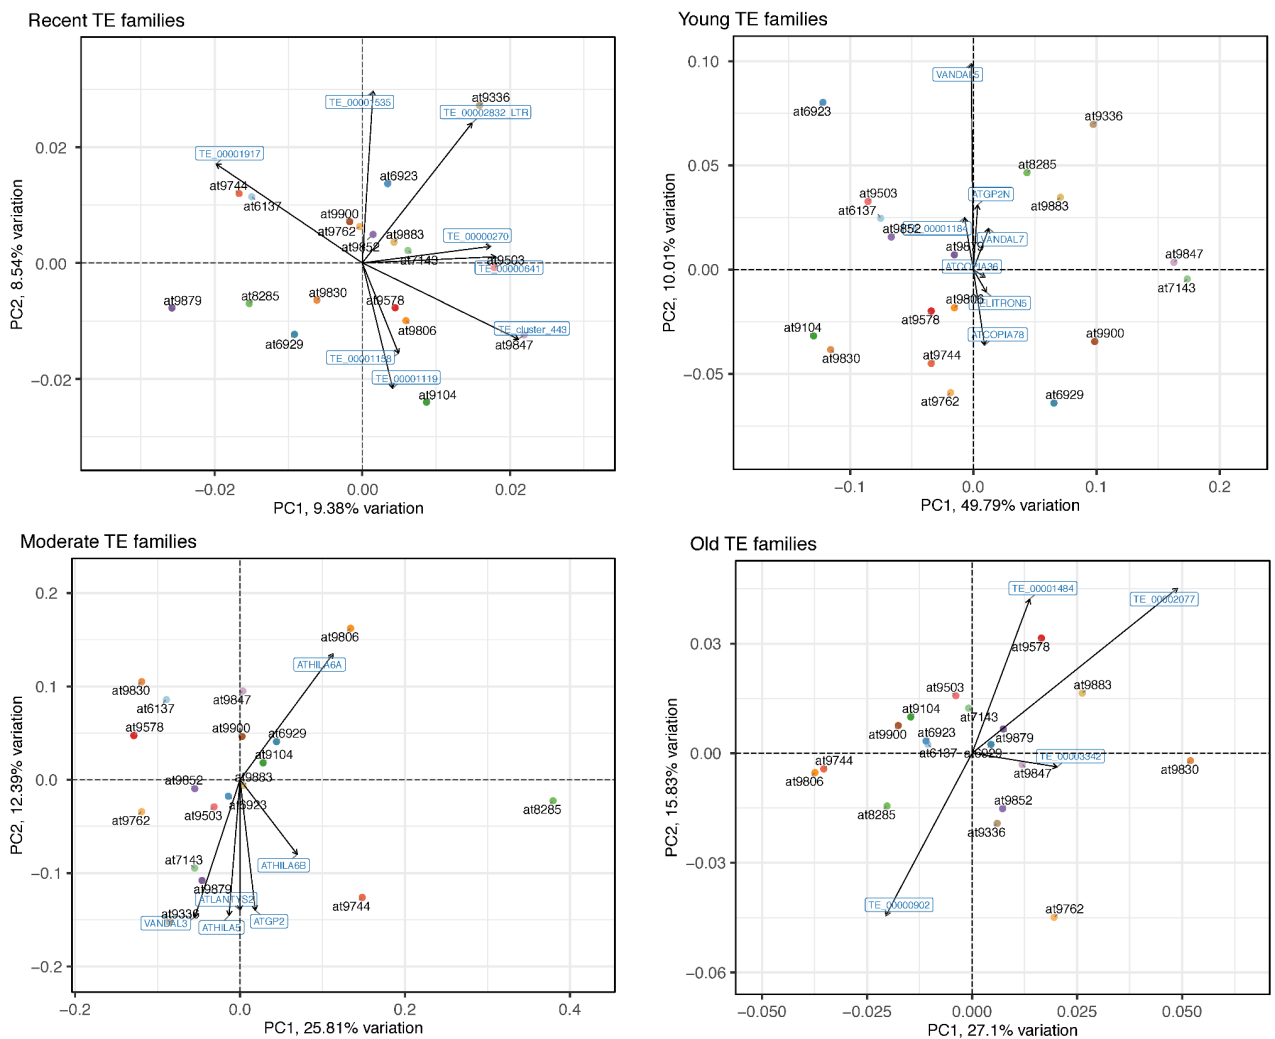 Recent TE families
TE_00001535
at9336
TE_00002832_LTR
0.02
TE_00001917
at9744
at6137
at6923
at9900
at9762
at9852
at9883
TE_00000270
at7143
at9503
0.00
at9879
at8285
at9830
at9578
at6929
at9806
TE_cluster_443
at9847
TE_00001158
TE_00001119
−0.02
at9104
−0.02
0.00
0.02
PC1, 9.38% variation
PC2, 8.54% variation
Young TE families
0.10
VANDAL5
at6923
at9336
0.05
at8285
ATGP2N
at9503
at9883
at6137
at9852
_00001184
VANDAL7
at9879
at9847
0.00
ATCOPIA36
at7143
at9806
HELITRON5
at9578
at9104
ATCOPIA78
at9900
at9830
at9744
−0.05
at9762
at6929
−0.1
0.0
0.1
0.2
PC1, 49.79% variation
PC2, 10.01% variation
Moderate TE families
0.2
at9806
ATHILA6A
0.1
at9830
at6137
at9847
at9578
at9900
at6929
at9104
0.0
at9852
at9883
at6923
at9503
at9762
at8285
at7143
ATHILA6B
−0.1
at9879
ATLANTYS2
at9336
at9744
VANDAL3
ATHILA5
ATGP2
−0.2
−0.2
0.0
0.2
0.4
PC1, 25.81% variation
PC2, 12.39% variation
Old TE families
TE_00001484
TE_00002077
0.03
at9578
at9503
at9883
at9104
at7143
at9900
at6923
at9879
0.00
at6137
at6929
TE_00003342
at9744
at9847
at9830
at9806
at8285
at9852
at9336
−0.03
TE_00000902
at9762
−0.06
−0.050
−0.025
0.000
0.025
0.050
PC1, 27.1% variation
PC2, 15.83% variation